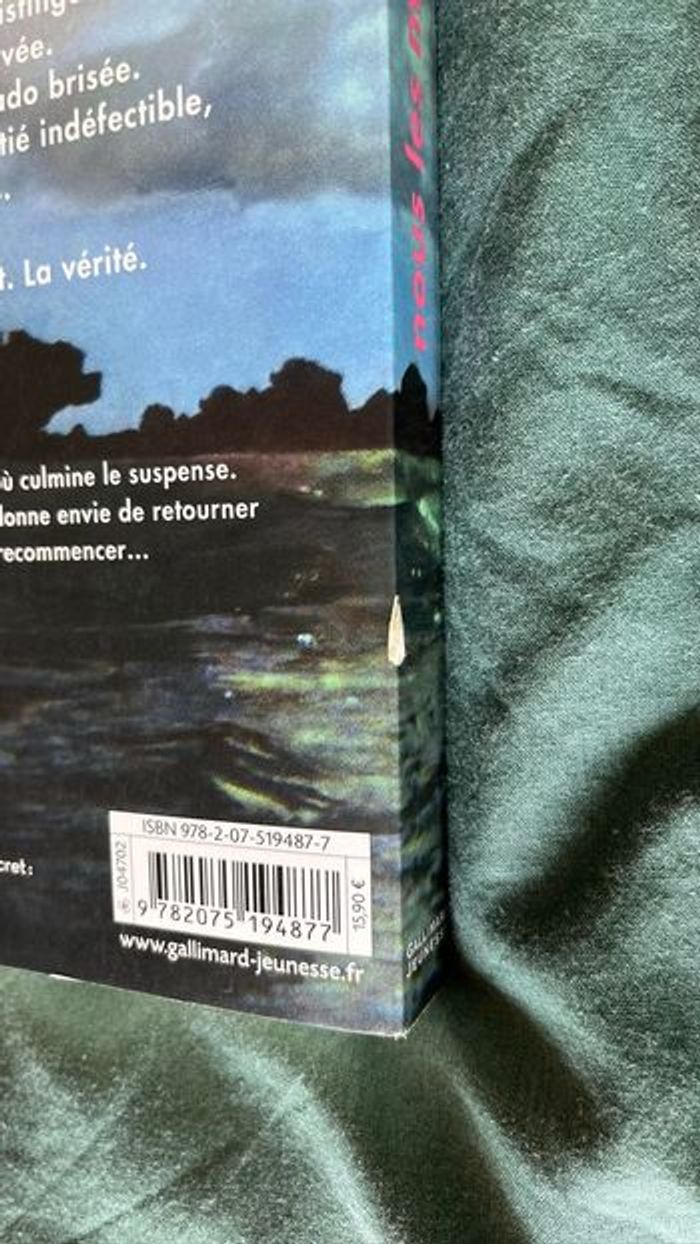 vée.
ado brisée.
tié indéfectible,
..
t. La vérité.
ù culmine le suspense.
donne envie de retourner
recommencer...
cret :
ISBN 978-2-07-519487-7
J04702
9 782075 194877
15,90 €
www.gallimard-jeunesse.fr
nous les m
GALLIMARD
JEUNESSE